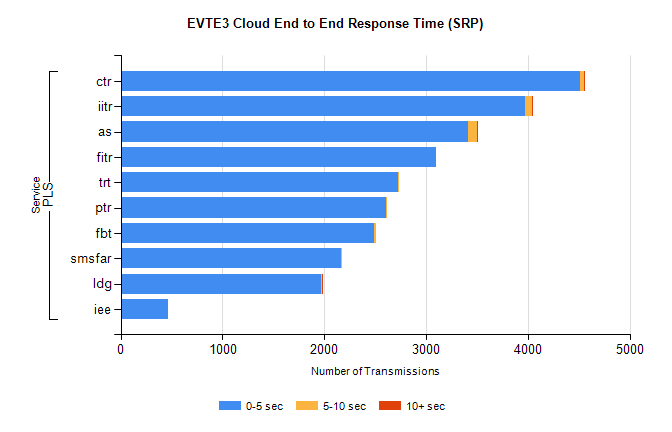 EVTE3 Cloud End to End Response Time (SRP)
Service
PLS
ctr
iitr
as
fitr
trt
ptr
fbt
smsfar
ldg
iee
0 1000 2000 3000 4000 5000
Number of Transmissions
0-5 sec 5-10 sec 10+ sec